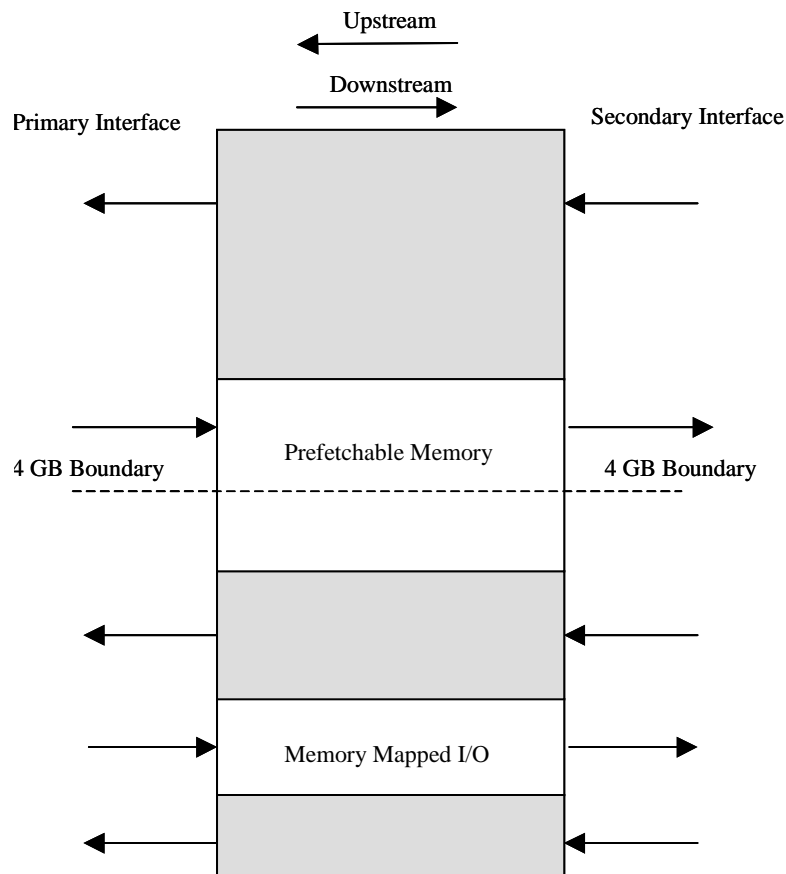 Upstream
Downstream
Primary Interface
Secondary Interface
Prefetchable Memory
4 GB Boundary
4 GB Boundary
Memory Mapped I/O